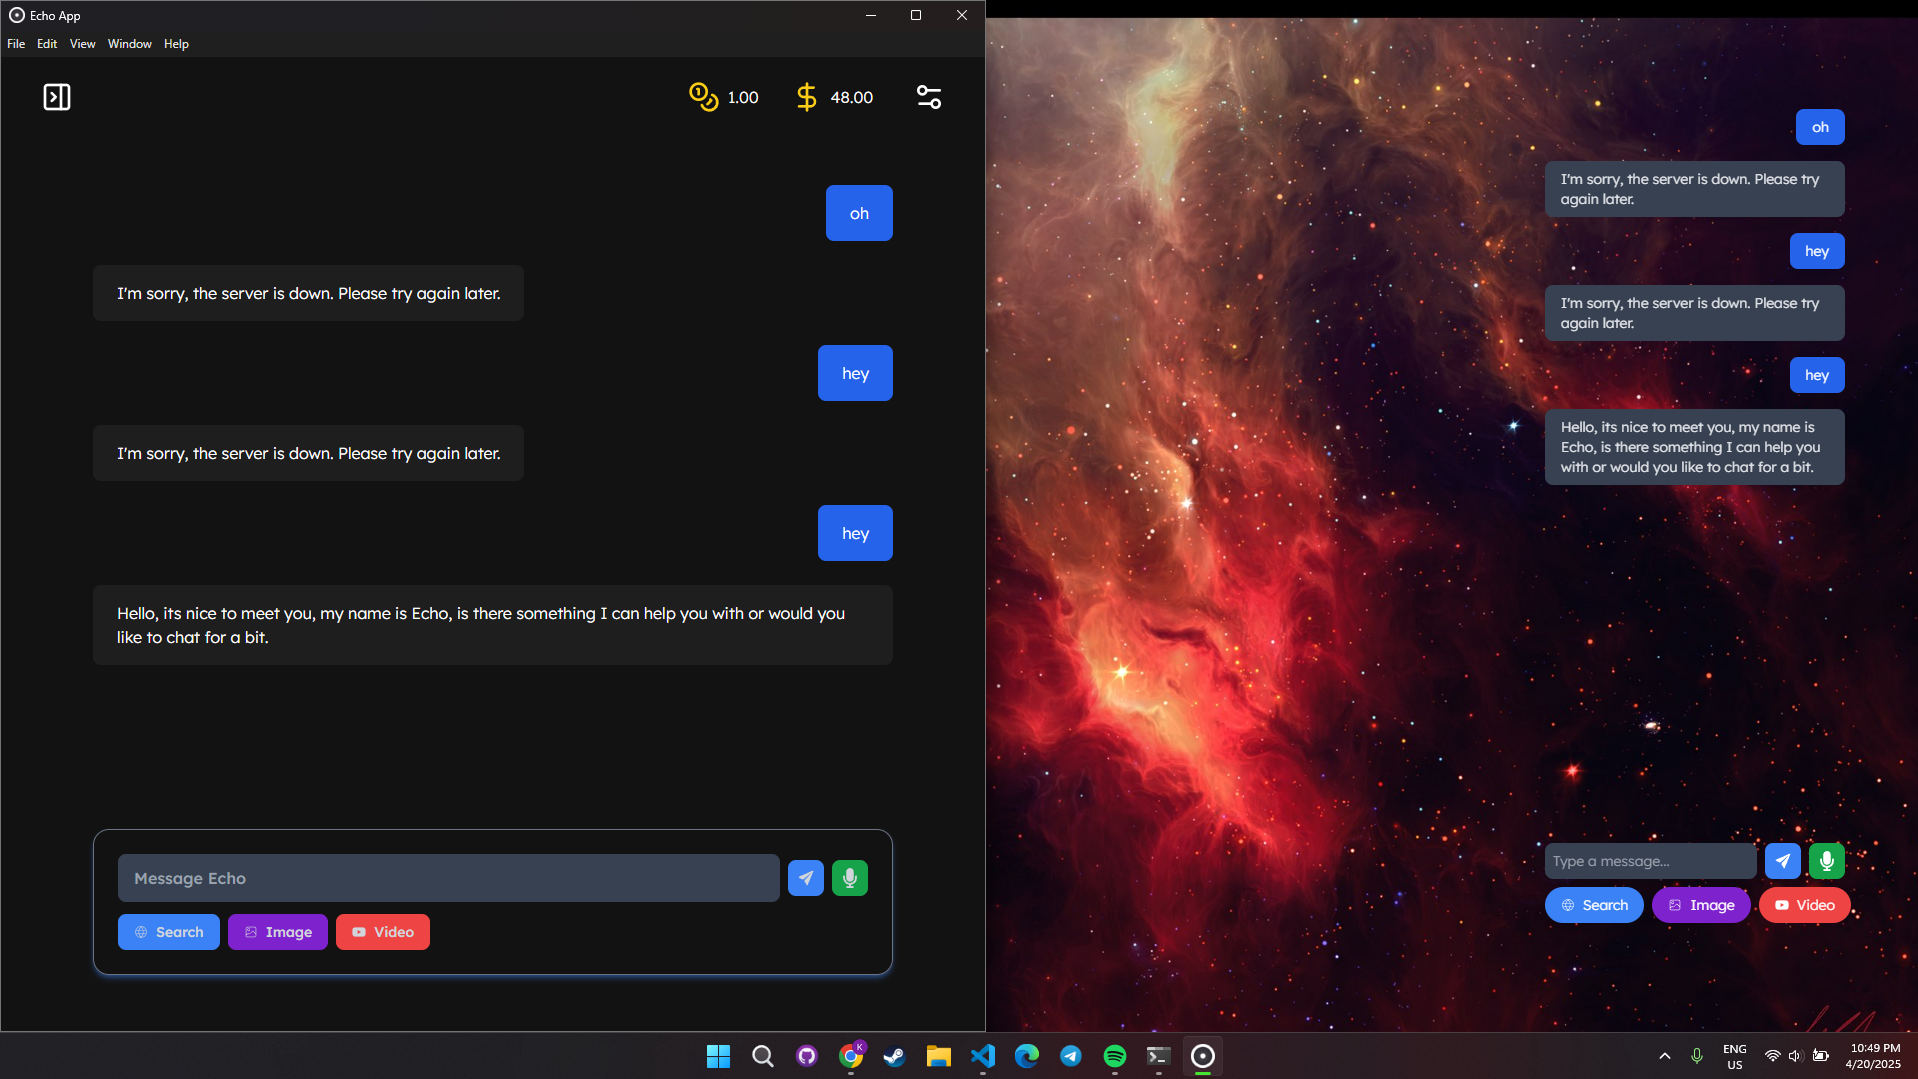 Echo App
File Edit View Window Help
1.00 48.00
oh
I'm sorry, the server is down. Please try again later.
hey
I'm sorry, the server is down. Please try again later.
hey
Hello, its nice to meet you, my name is Echo, is there something I can help you with or would you
like to chat for a bit.
Message Echo
Search Image Video
oh
I'm sorry, the server is down. Please try
again later.
hey
I'm sorry, the server is down. Please try
again later.
hey
Hello, its nice to meet you, my name is
Echo, is there something I can help you
with or would you like to chat for a bit.
Type a message...
Search Image Video
K
ENG
US
10:49 PM
4/20/2025